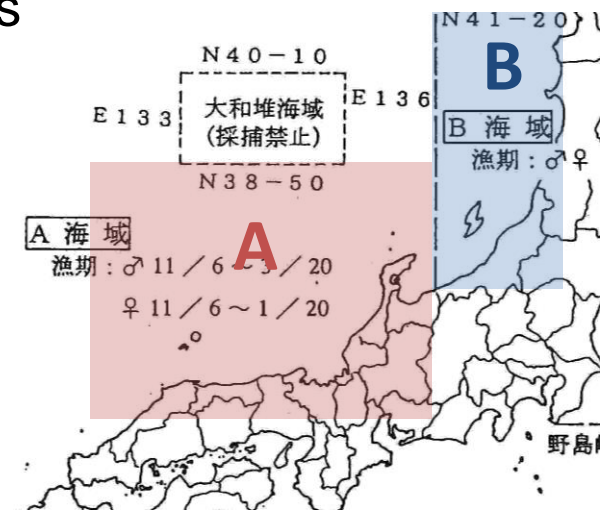 s
N41-20
N40-10
B
E133
大和堆海域
(採捕禁止)
E136
B 海 域
漁期:♂♀
N38-50
A 海 域
A
漁期:♂ 11/6~3/20
♀ 11/6~1/20
野島